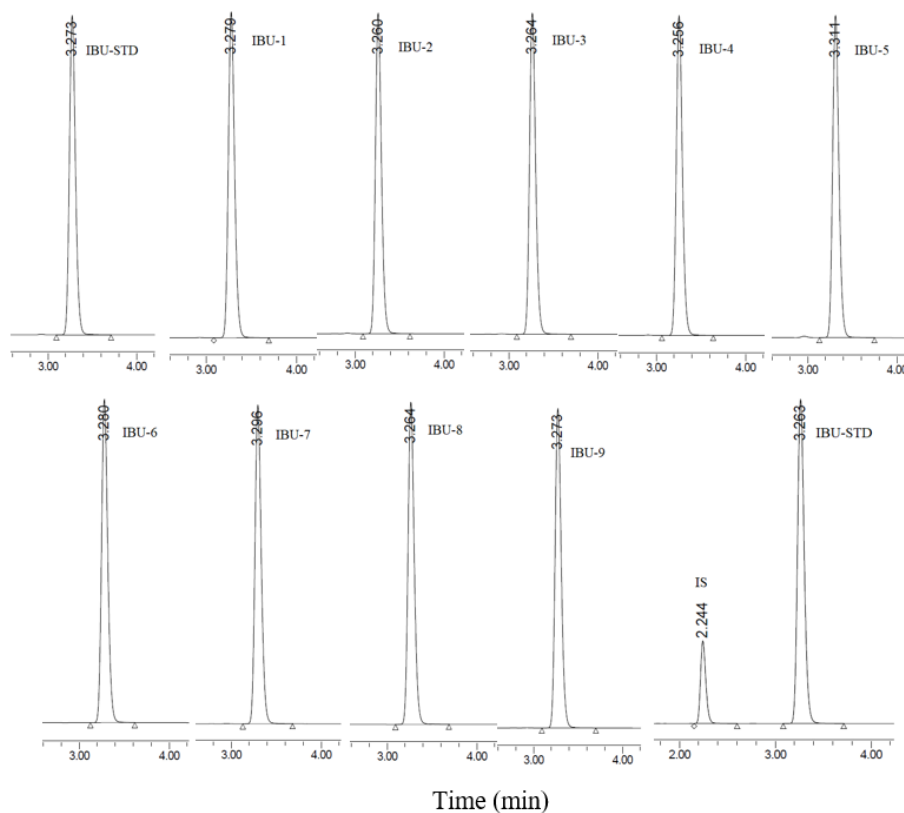 3.273 IBU-STD
3.279 IBU-1
3.260 IBU-2
3.264 IBU-3
3.256 IBU-4
3.311 IBU-5
3.00 4.00
3.00 4.00
3.00 4.00
3.00 4.00
3.00 4.00
3.00 4.00
3.280 IBU-6
3.296 IBU-7
3.264 IBU-8
3.273 IBU-9
IS
2.244
3.263 IBU-STD
3.00 4.00
3.00 4.00
3.00 4.00
3.00 4.00
2.00 3.00 4.00
Time (min)